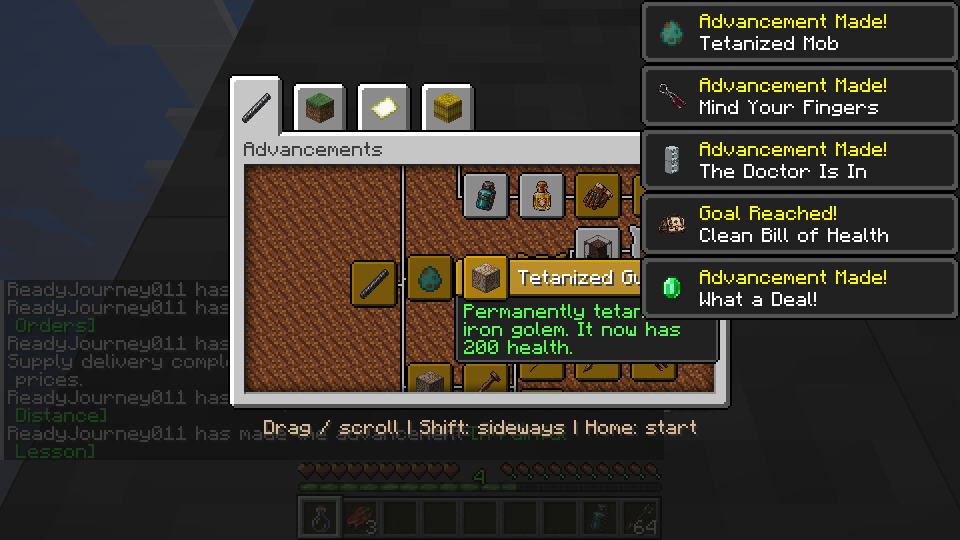 Advancement Made!
Tetanized Mob
Advancement Made!
Mind Your Fingers
Advancement Made!
The Doctor Is In
Goal Reached!
Clean Bill of Health
Advancement Made!
What a Deal!
Advancements
Tetanized Gu
Permanently tetan
iron golem. It now has
200 health.
ReadyJourney011 has
ReadyJourney011 has
Orders]
ReadyJourney011 has
Supply delivery compl
prices.
ReadyJourney011 has
Distance]
ReadyJourney011 has made the advancement
Lesson]
Drag / scroll | Shift: sideways | Home: start
4
3
64